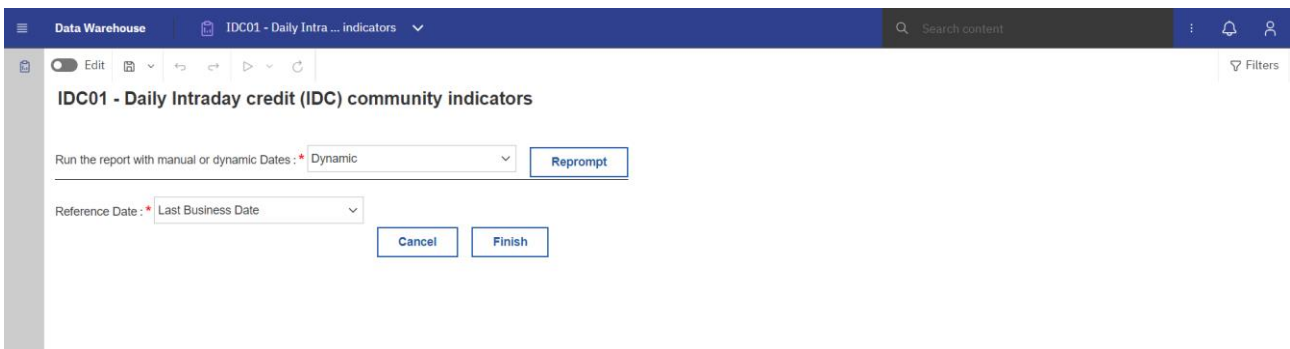 Data Warehouse IDC01 - Daily Intra ... indicators Search content
Edit Filters
IDC01 - Daily Intraday credit (IDC) community indicators
Run the report with manual or dynamic Dates : * Dynamic Reprompt
Reference Date : * Last Business Date
Cancel Finish